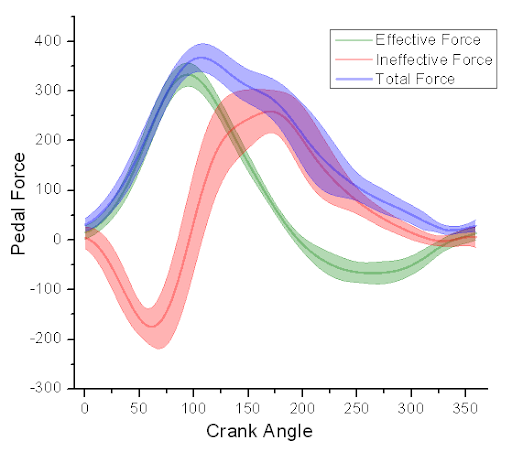 400
300
200
100
0
-100
-200
-300
Pedal Force
0 50 100 150 200 250 300 350
Crank Angle
Effective Force
Ineffective Force
Total Force